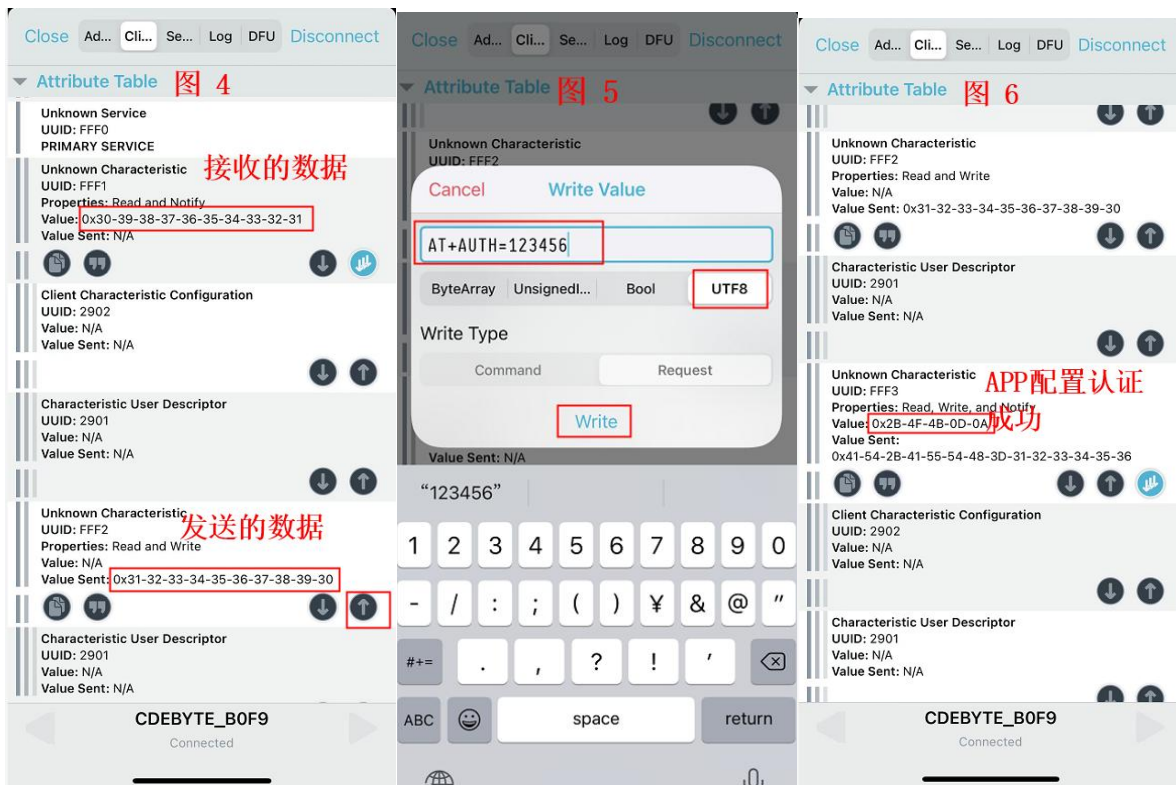 Close Ad... Cli... Se... Log DFU Disconnect
Attribute Table
图 4
Unknown Service
UUID: FFF0
PRIMARY SERVICE
Unknown Characteristic
接收的数据
UUID: FFF1
Properties: Read and Notify
Value: 0x30-39-38-37-36-35-34-33-32-31
Value Sent: N/A
Client Characteristic Configuration
UUID: 2902
Value: N/A
Value Sent: N/A
Characteristic User Descriptor
UUID: 2901
Value: N/A
Value Sent: N/A
Unknown Characteristic
发送的数据
UUID: FFF2
Properties: Read and Write
Value: N/A
Value Sent: 0x31-32-33-34-35-36-37-38-39-30
Characteristic User Descriptor
UUID: 2901
Value: N/A
Value Sent: N/A
CDEBYTE_B0F9
Connected
Close Ad... Cli... Se... Log DFU Disconnect
Attribute Table
图 5
Unknown Characteristic
UUID: FFF2
Cancel Write Value
AT+AUTH=123456
ByteArray UnsignedI... Bool UTF8
Write Type
Command Request
Write
Value Sent: N/A
“123456”
1 2 3 4 5 6 7 8 9 0
- / : ; ( ) ¥ & @ "
#+= . , ? ! '
ABC space return
Close Ad... Cli... Se... Log DFU Disconnect
Attribute Table
图 6
Unknown Characteristic
UUID: FFF2
Properties: Read and Write
Value: N/A
Value Sent: 0x31-32-33-34-35-36-37-38-39-30
Characteristic User Descriptor
UUID: 2901
Value: N/A
Value Sent: N/A
Unknown Characteristic
APP配置认证
成功
UUID: FFF3
Properties: Read, Write, and Notify
Value: 0x2B-4F-4B-0D-0A
Value Sent:
0x41-54-2B-41-55-54-48-3D-31-32-33-34-35-36
Client Characteristic Configuration
UUID: 2902
Value: N/A
Value Sent: N/A
Characteristic User Descriptor
UUID: 2901
Value: N/A
Value Sent: N/A
CDEBYTE_B0F9
Connected